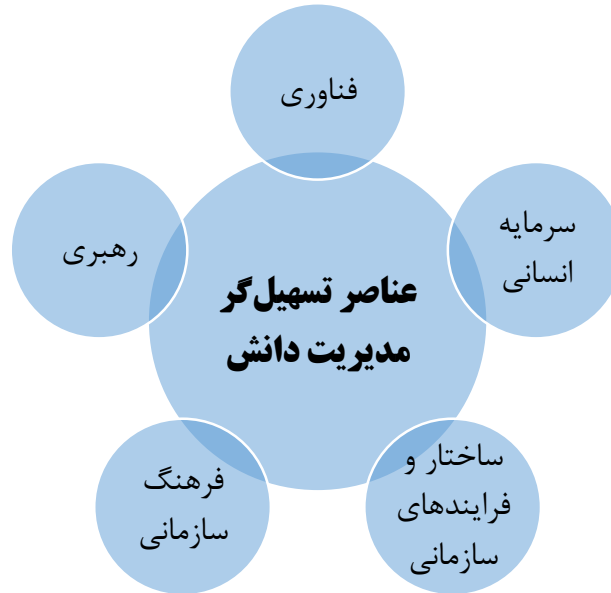 فناوری
سرمایه
انسانی
رهبری
عناصر تسهیل‌گر
مدیریت دانش
ساختار و
فرایندهای
سازمانی
فرهنگ
سازمانی